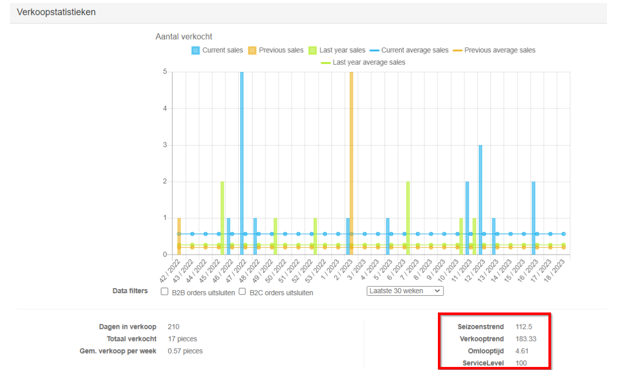 Verkoopstatistieken
Aantal verkocht
Current sales Previous sales Last year sales Current average sales Previous average sales
Last year average sales
5
4
3
2
1
0
42 / 2022 43 / 2022 44 / 2022 45 / 2022 46 / 2022 47 / 2022 48 / 2022 49 / 2022 50 / 2022 51 / 2022 52 / 2022 53 / 2022 1 / 2023 2 / 2023 3 / 2023 4 / 2023 5 / 2023 6 / 2023 7 / 2023 8 / 2023 9 / 2023 10 / 2023 11 / 2023 12 / 2023 13 / 2023 14 / 2023 15 / 2023 16 / 2023 17 / 2023 18 / 2023
Data filters B2B orders uitsluiten B2C orders uitsluiten Laatste 30 weken
Dagen in verkoop 210
Totaal verkocht 17 pieces
Gem. verkoop per week 0.57 pieces
Seizoenstrend 112.5
Verkooptrend 183.33
Omlooptijd 4.61
ServiceLevel 100